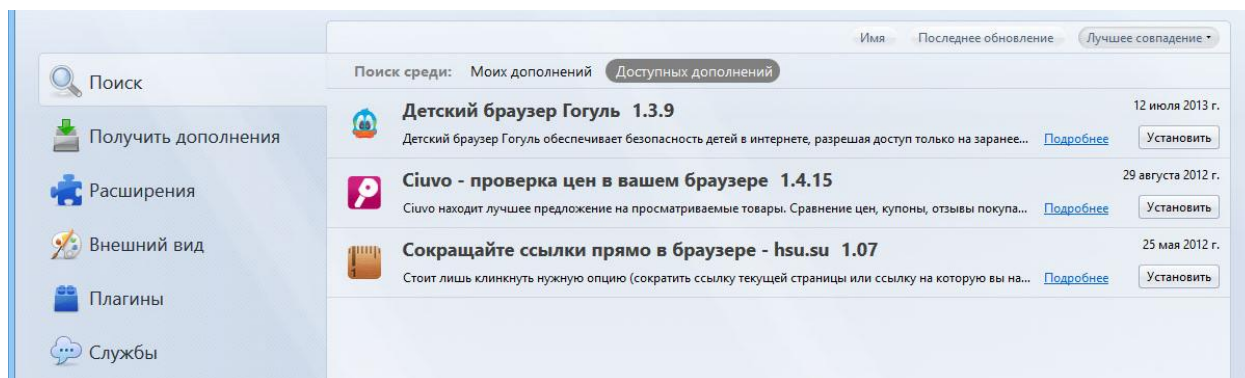 Имя Последнее обновление Лучшее совпадение
Поиск
Поиск среди: Моих дополнений Доступных дополнений
Получить дополнения
Расширения
Внешний вид
Плагины
Службы
Детский браузер Гогуль 1.3.9 12 июля 2013 г.
Детский браузер Гогуль обеспечивает безопасность детей в интернете, разрешая доступ только на заранее... Подробнее Установить
Ciuvo - проверка цен в вашем браузере 1.4.15 29 августа 2012 г.
Ciuvo находит лучшее предложение на просматриваемые товары. Сравнение цен, купоны, отзывы покупа... Подробнее Установить
Сокращайте ссылки прямо в браузере - hsu.su 1.07 25 мая 2012 г.
Стоит лишь клинкнуть нужную опцию (сократить ссылку текущей страницы или ссылку на которую вы на... Подробнее Установить